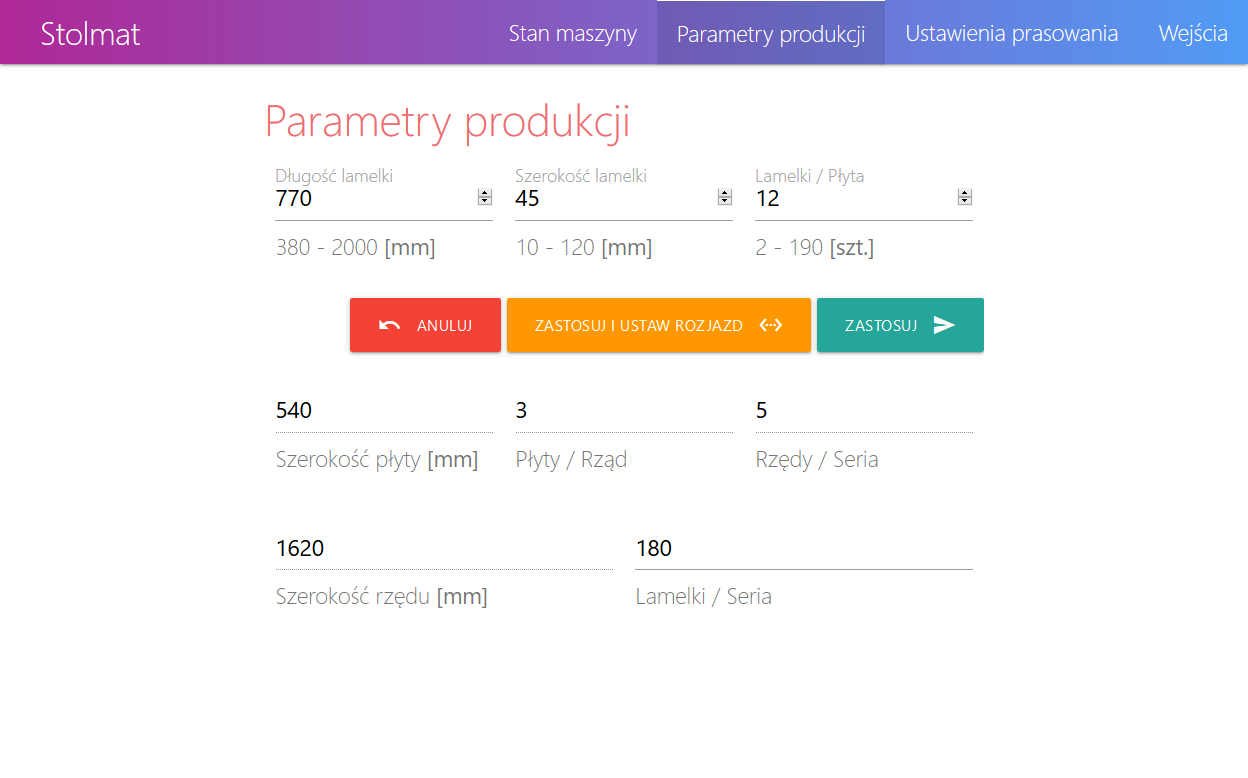 Stolmat Stan maszyny Parametry produkcji Ustawienia prasowania Wejścia
Parametry produkcji
Długość lamelki Szerokość lamelki Lamelki / Płyta
770 45 12
380 - 2000 [mm] 10 - 120 [mm] 2 - 190 [szt.]
ANULUJ ZASTOSUJ I USTAW ROZJAZD ZASTOSUJ
540 3 5
Szerokość płyty [mm] Płyty / Rząd Rzędy / Seria
1620 180
Szerokość rzędu [mm] Lamelki / Seria